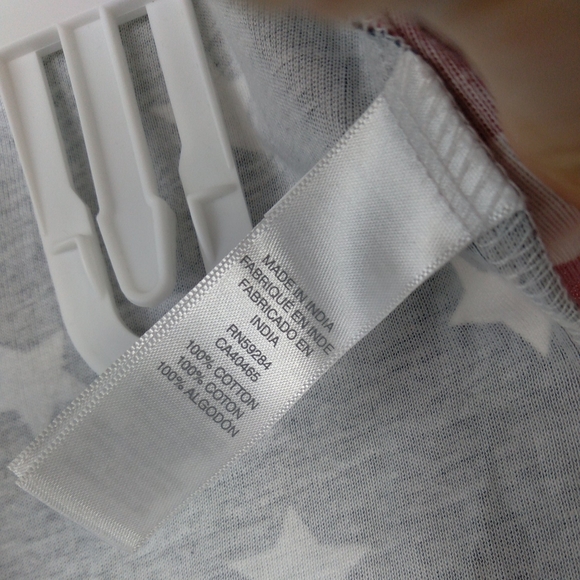 MADE IN INDIA
FABRIQUÉ EN INDE
FABRICADO EN
INDIA
RN59284
CA40465
100% COTTON
100% COTON
100% ALGODÓN